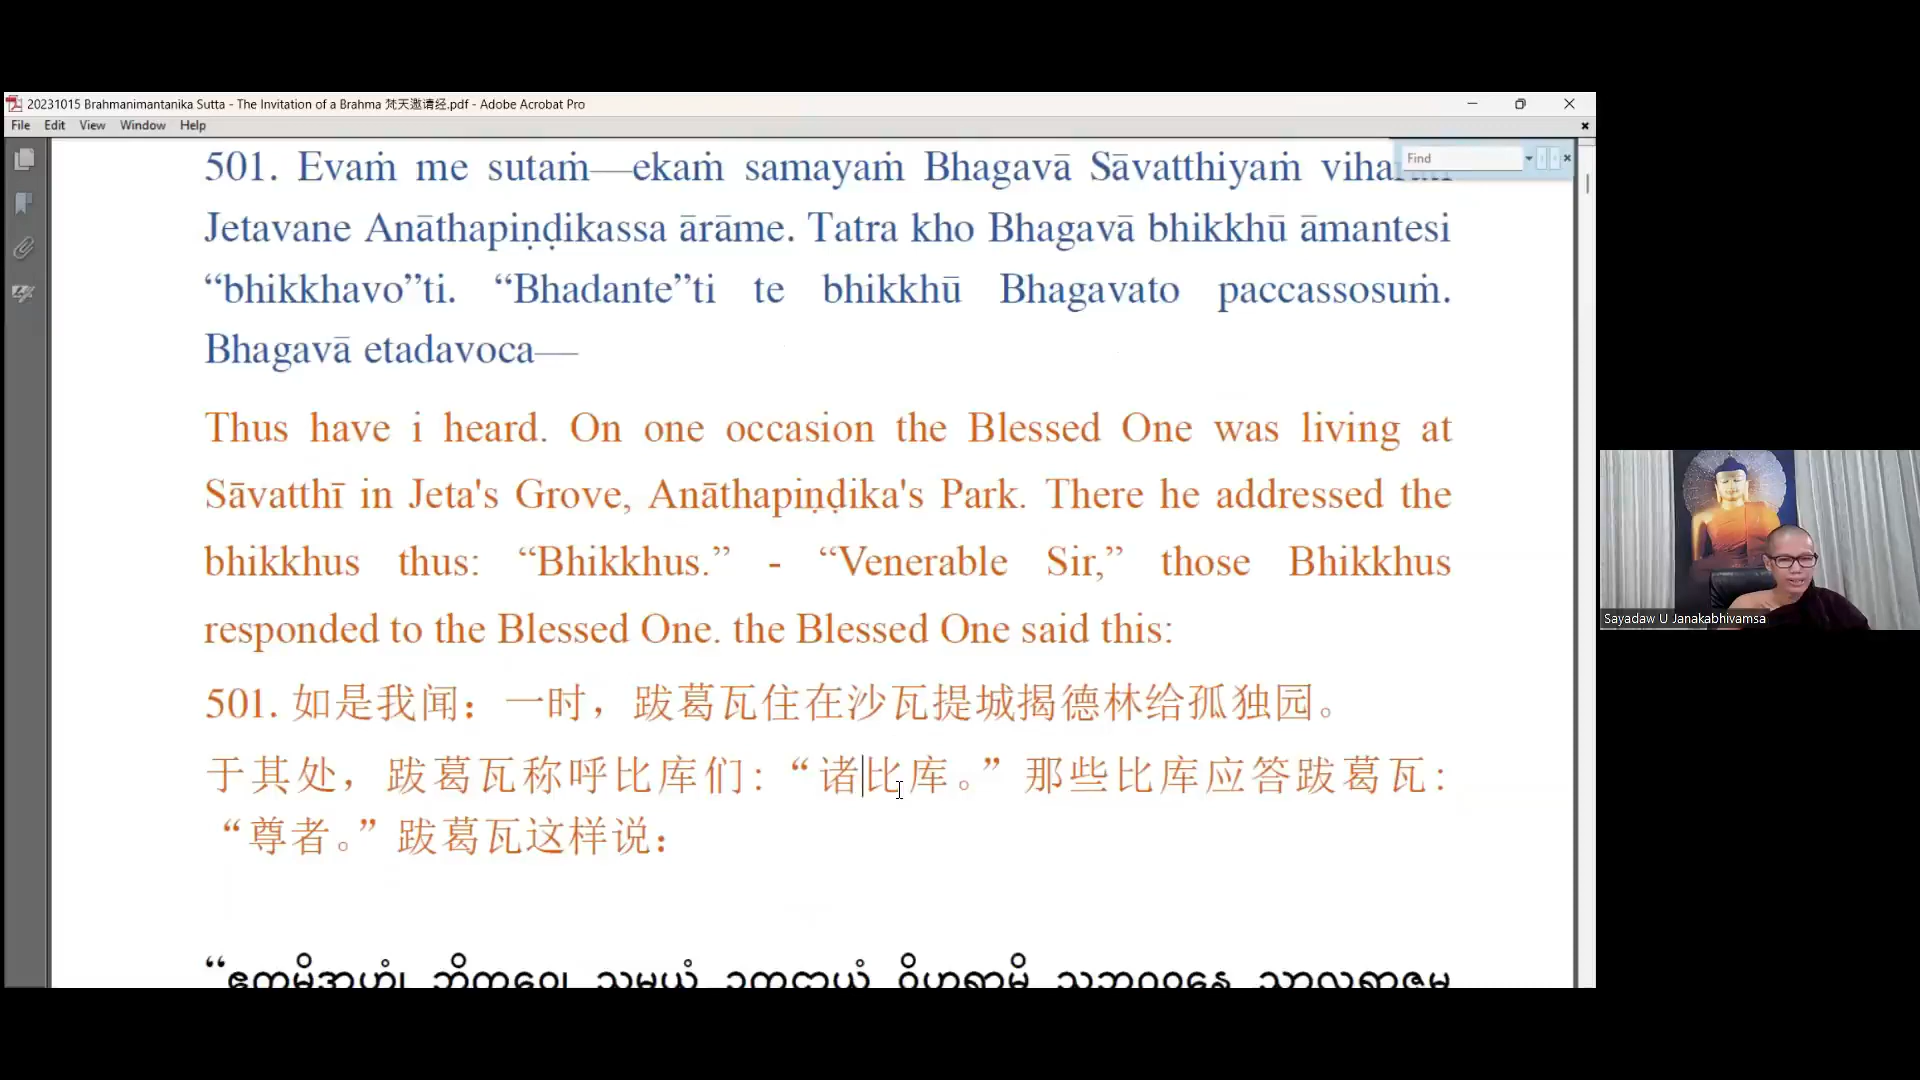 20231015 Brahmanimantanika Sutta - The Invitation of a Brahma 梵天邀请经.pdf - Adobe Acrobat Pro
File Edit View Window Help
Find
501. Evaṁ me sutaṁ—ekaṁ samayaṁ Bhagavā Sāvatthiyaṁ
Jetavane Anāthapiṇḍikassa ārāme. Tatra kho Bhagavā bhikkhū āmantesi
“bhikkhavo”ti. “Bhadante”ti te bhikkhū Bhagavato paccassosuṁ.
Bhagavā etadavoca—
Thus have i heard. On one occasion the Blessed One was living at
Sāvatthī in Jeta's Grove, Anāthapiṇḍika's Park. There he addressed the
bhikkhus thus: “Bhikkhus.” - “Venerable Sir,” those Bhikkhus
responded to the Blessed One. the Blessed One said this:
501. 如是我闻：一时，跋葛瓦住在沙瓦提城揭德林给孤独园。
于其处，跋葛瓦称呼比库们：“诸比库。”那些比库应答跋葛瓦：
“尊者。”跋葛瓦这样说：
Sayadaw U Janakabhivamsa